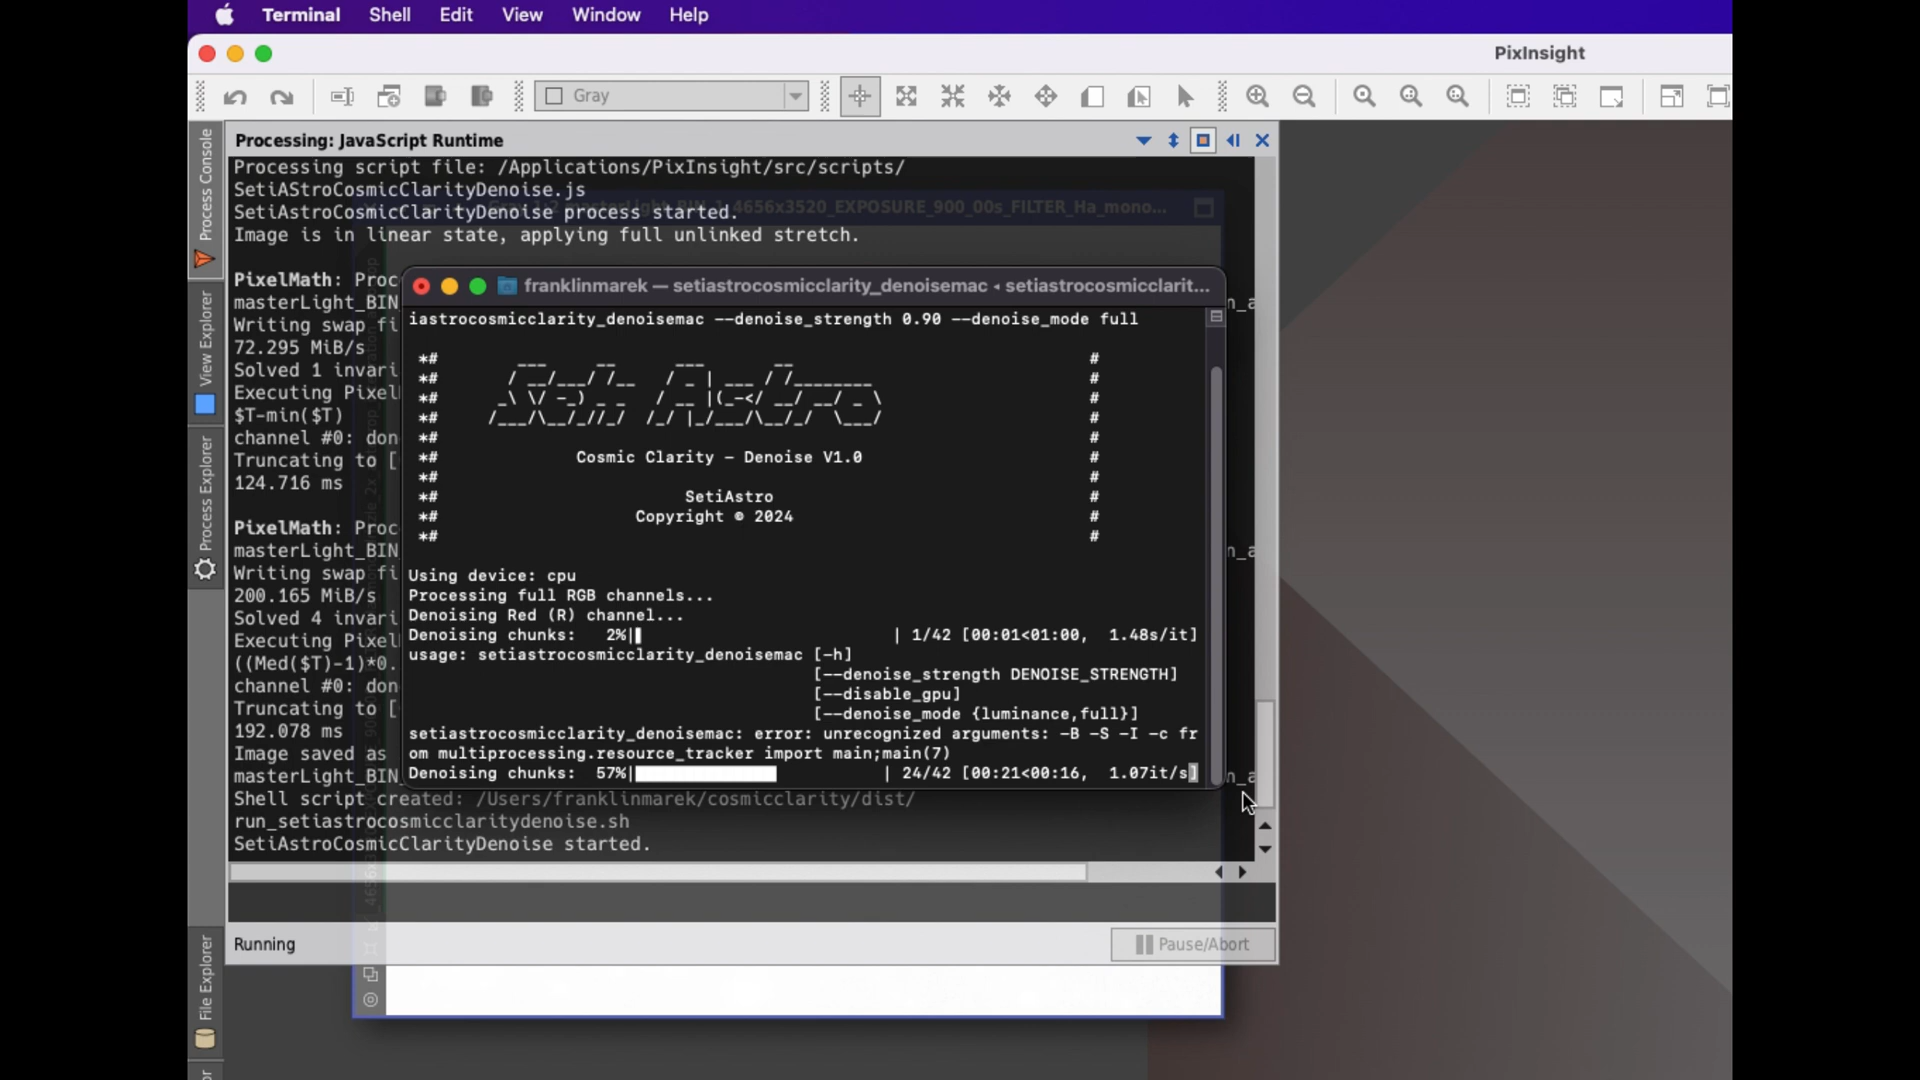 Terminal Shell Edit View Window Help
PixInsight
Gray
Processing: JavaScript Runtime
Process Console
View Explorer
Process Explorer
File Explorer
Processing script file: /Applications/PixInsight/src/scripts/
SetiAStroCosmicClarityDenoise.js
SetiAstroCosmicClarityDenoise process started.
4656x3520_EXPOSURE_900_00s_FILTER_Ha_mono...
Image is in linear state, applying full unlinked stretch.
PixelMath: Proc
masterLight_BIN
Writing swap fi
72.295 MiB/s
Solved 1 invari
Executing Pixel
$T-min($T)
channel #0: don
Truncating to [
124.716 ms
PixelMath: Proc
masterLight_BIN
Writing swap fi
200.165 MiB/s
Solved 4 invari
Executing Pixel
((Med($T)-1)*0.
channel #0: don
Truncating to [
192.078 ms
Image saved as
masterLight_BIN
Shell script created: /Users/franklinmarek/cosmicclarity/dist/
run_setiastrocosmicclaritydenoise.sh
SetiAstroCosmicClarityDenoise started.
franklinmarek — setiastrocosmicclarity_denoisemac ◂ setiastrocosmicclarit...
iastrocosmicclarity_denoisemac --denoise_strength 0.90 --denoise_mode full
*# #
*# #
*# Seti Astro #
*# #
*# #
*# Cosmic Clarity - Denoise V1.0 #
*# #
*# SetiAstro #
*# Copyright © 2024 #
*# #
Using device: cpu
Processing full RGB channels...
Denoising Red (R) channel...
Denoising chunks: 2%| | 1/42 [00:01<01:00, 1.48s/it]
usage: setiastrocosmicclarity_denoisemac [-h]
[--denoise_strength DENOISE_STRENGTH]
[--disable_gpu]
[--denoise_mode {luminance,full}]
setiastrocosmicclarity_denoisemac: error: unrecognized arguments: -B -S -I -c fr
om multiprocessing.resource_tracker import main;main(7)
Denoising chunks: 57%| | 24/42 [00:21<00:16, 1.07it/s]
Running
Pause/Abort